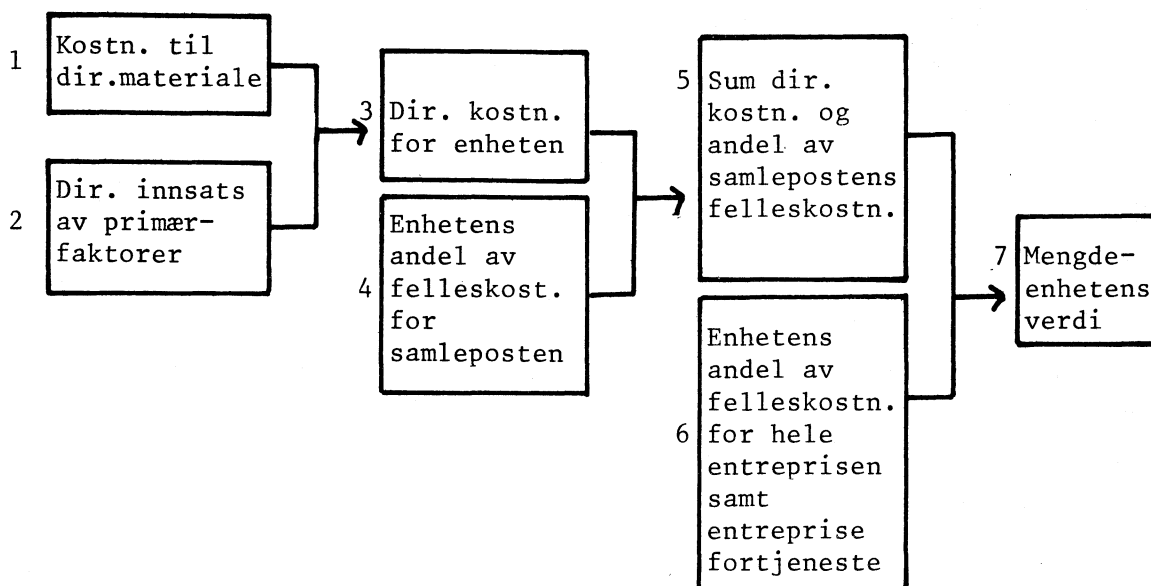 1
Kostn. til
dir.materiale
2
Dir. innsats
av primær-
faktorer
3
Dir. kostn.
for enheten
4
Enhetens
andel av
felleskost.
for
samleposten
5
Sum dir.
kostn. og
andel av
samlepostens
felleskostn.
6
Enhetens
andel av
felleskostn.
for hele
entreprisen
samt
entreprise
fortjeneste
7
Mengde-
enhetens
verdi